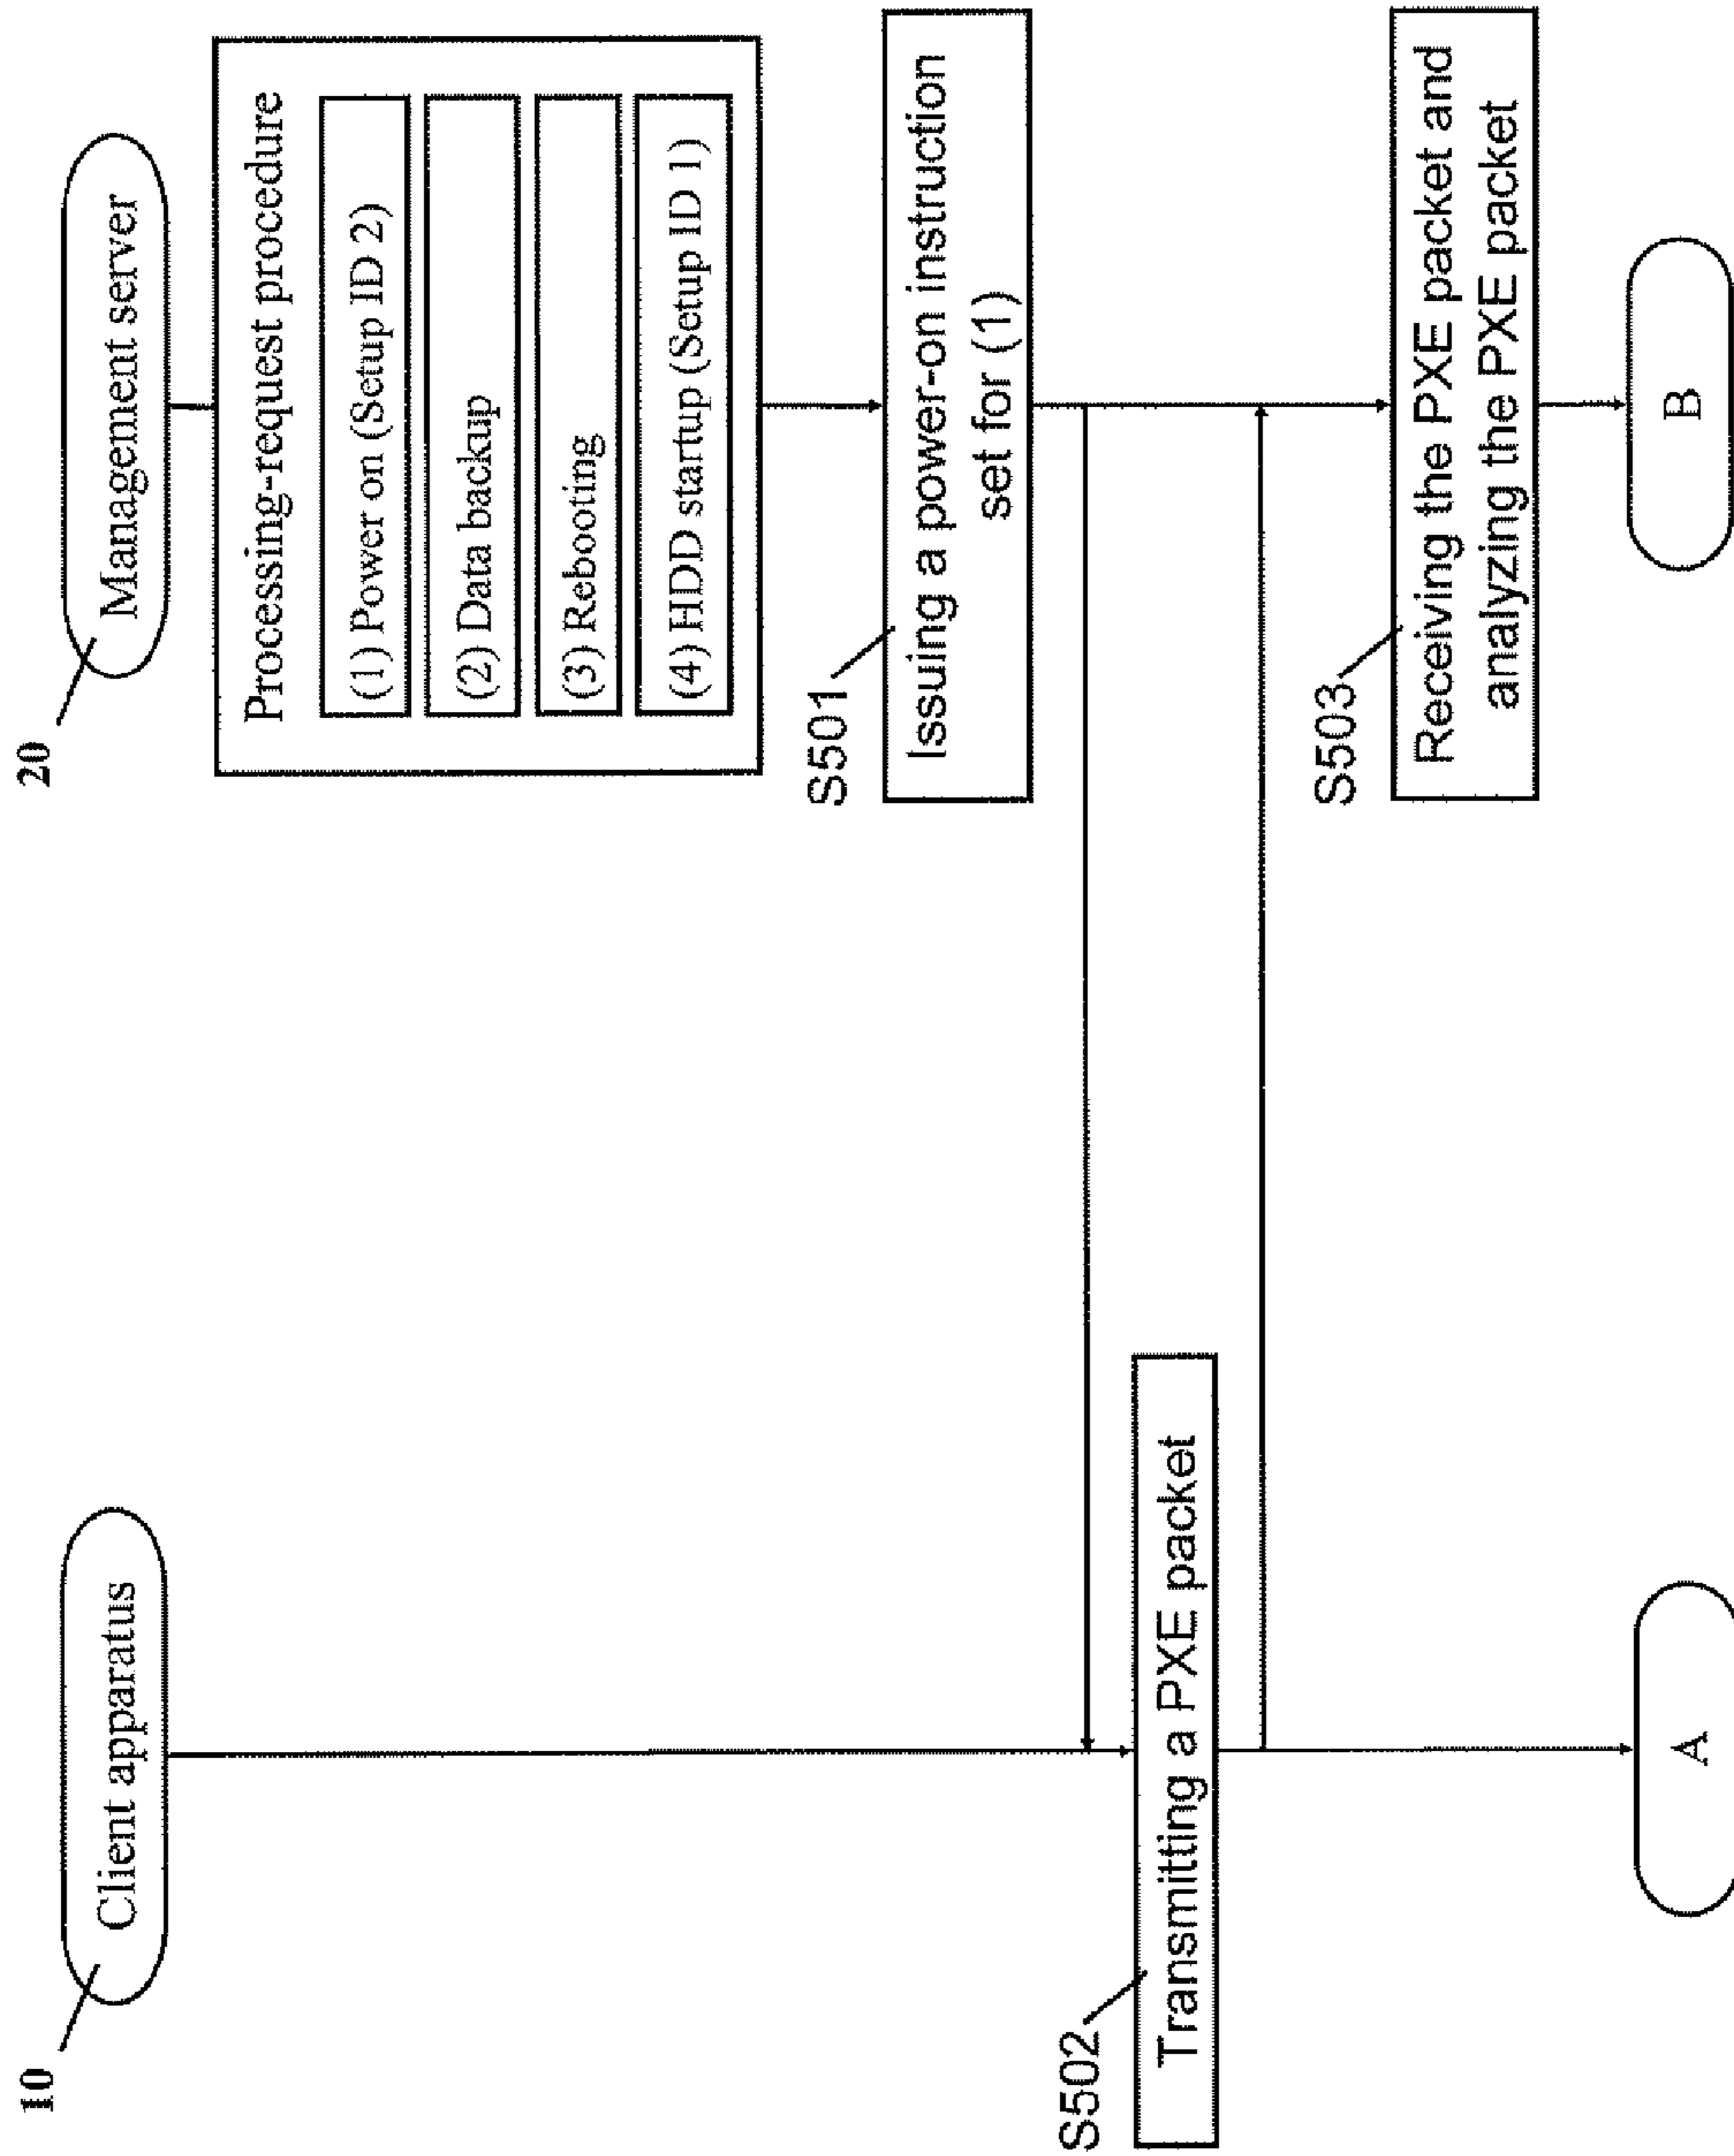 10
Client apparatus
20
Management server
Processing-request procedure
(1) Power on (Setup ID 2)
(2) Data backup
(3) Rebooting
(4) HDD startup (Setup ID 1)
S501
Issuing a power-on instruction
set for (1)
S502
Transmitting a PXE packet
S503
Receiving the PXE packet and
analyzing the PXE packet
A
B